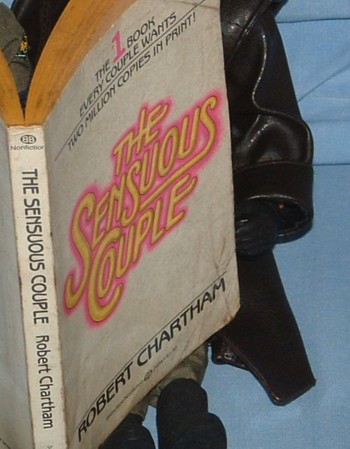 THE 1 BOOK
EVERY COUPLE WANTS
TWO MILLION COPIES IN PRINT!
THE
SENSUOUS
COUPLE
ROBERT CHARTHAM
BB
Nonfiction
THE SENSUOUS COUPLE Robert Chartham